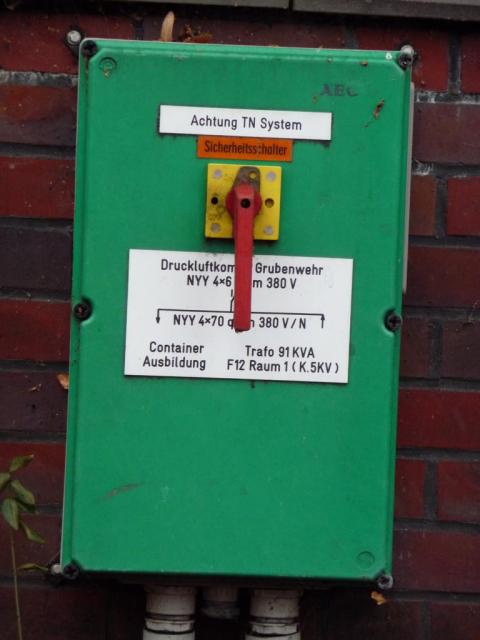 AEG
Achtung TN System
Sicherheitsschalter
Druckluftkom Grubenwehr
NYY 4×6 m 380 V
NYY 4×70 q m 380 V/N
Container Trafo 91 KVA
Ausbildung F12 Raum 1 (K.5KV)